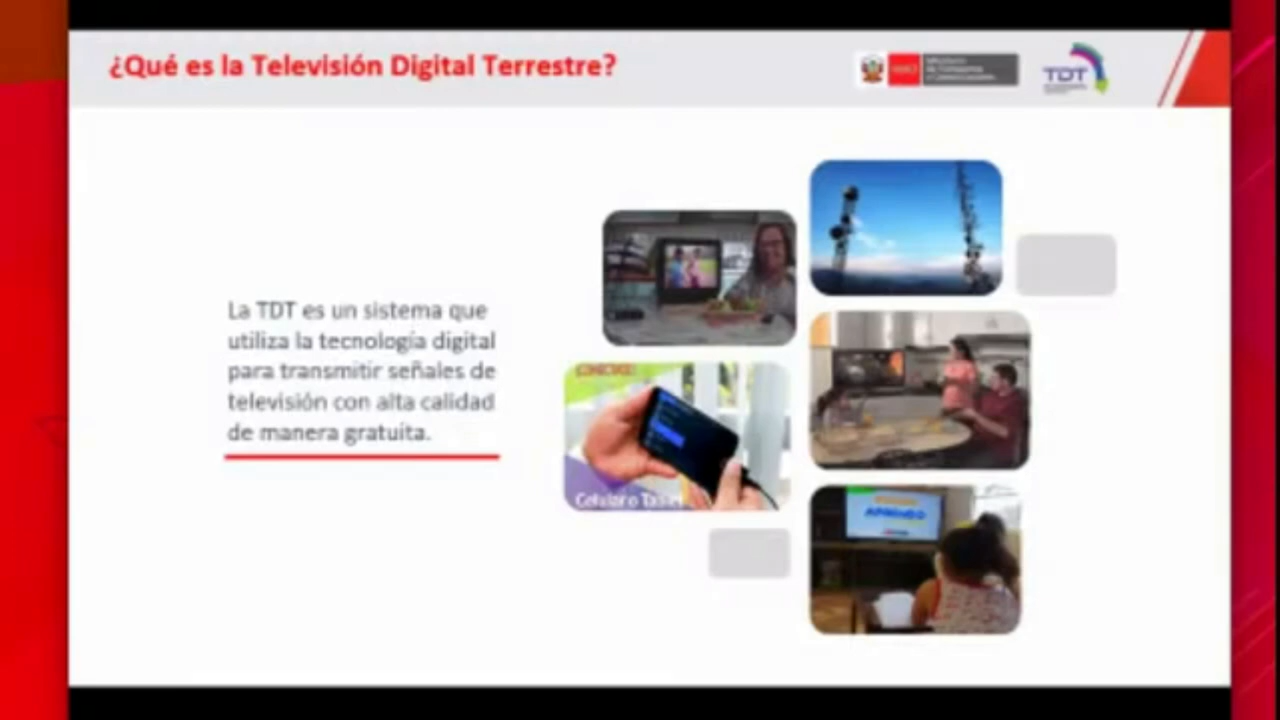 ¿Qué es la Televisión Digital Terrestre?
TDT
La TDT es un sistema que
utiliza la tecnología digital
para transmitir señales de
televisión con alta calidad
de manera gratuita.
Celular o Tablet
APRENDO